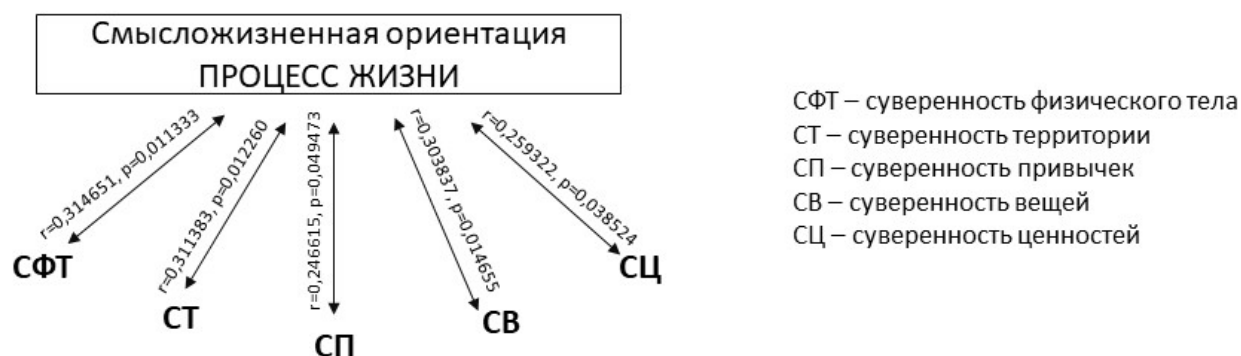 Смысложизненная ориентация
ПРОЦЕСС ЖИЗНИ
r=0,314651, p=0,011333
r=0,311383, p=0,012260
r=0,246615, p=0,049473
r=0,303837, p=0,014655
r=0,259322, p=0,038524
СФТ
СТ
СП
СВ
СЦ
СФТ – суверенность физического тела
СТ – суверенность территории
СП – суверенность привычек
СВ – суверенность вещей
СЦ – суверенность ценностей